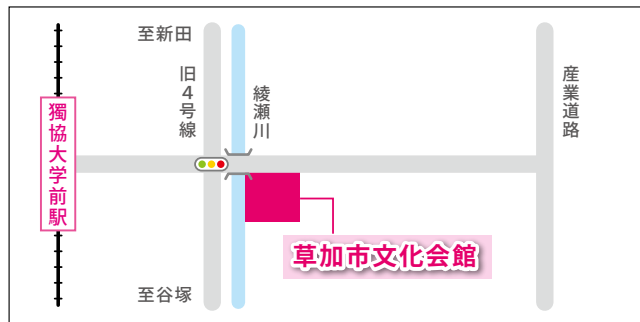 至新田
旧4号線
綾瀬川
産業道路
獨協大学前駅
草加市文化会館
至谷塚